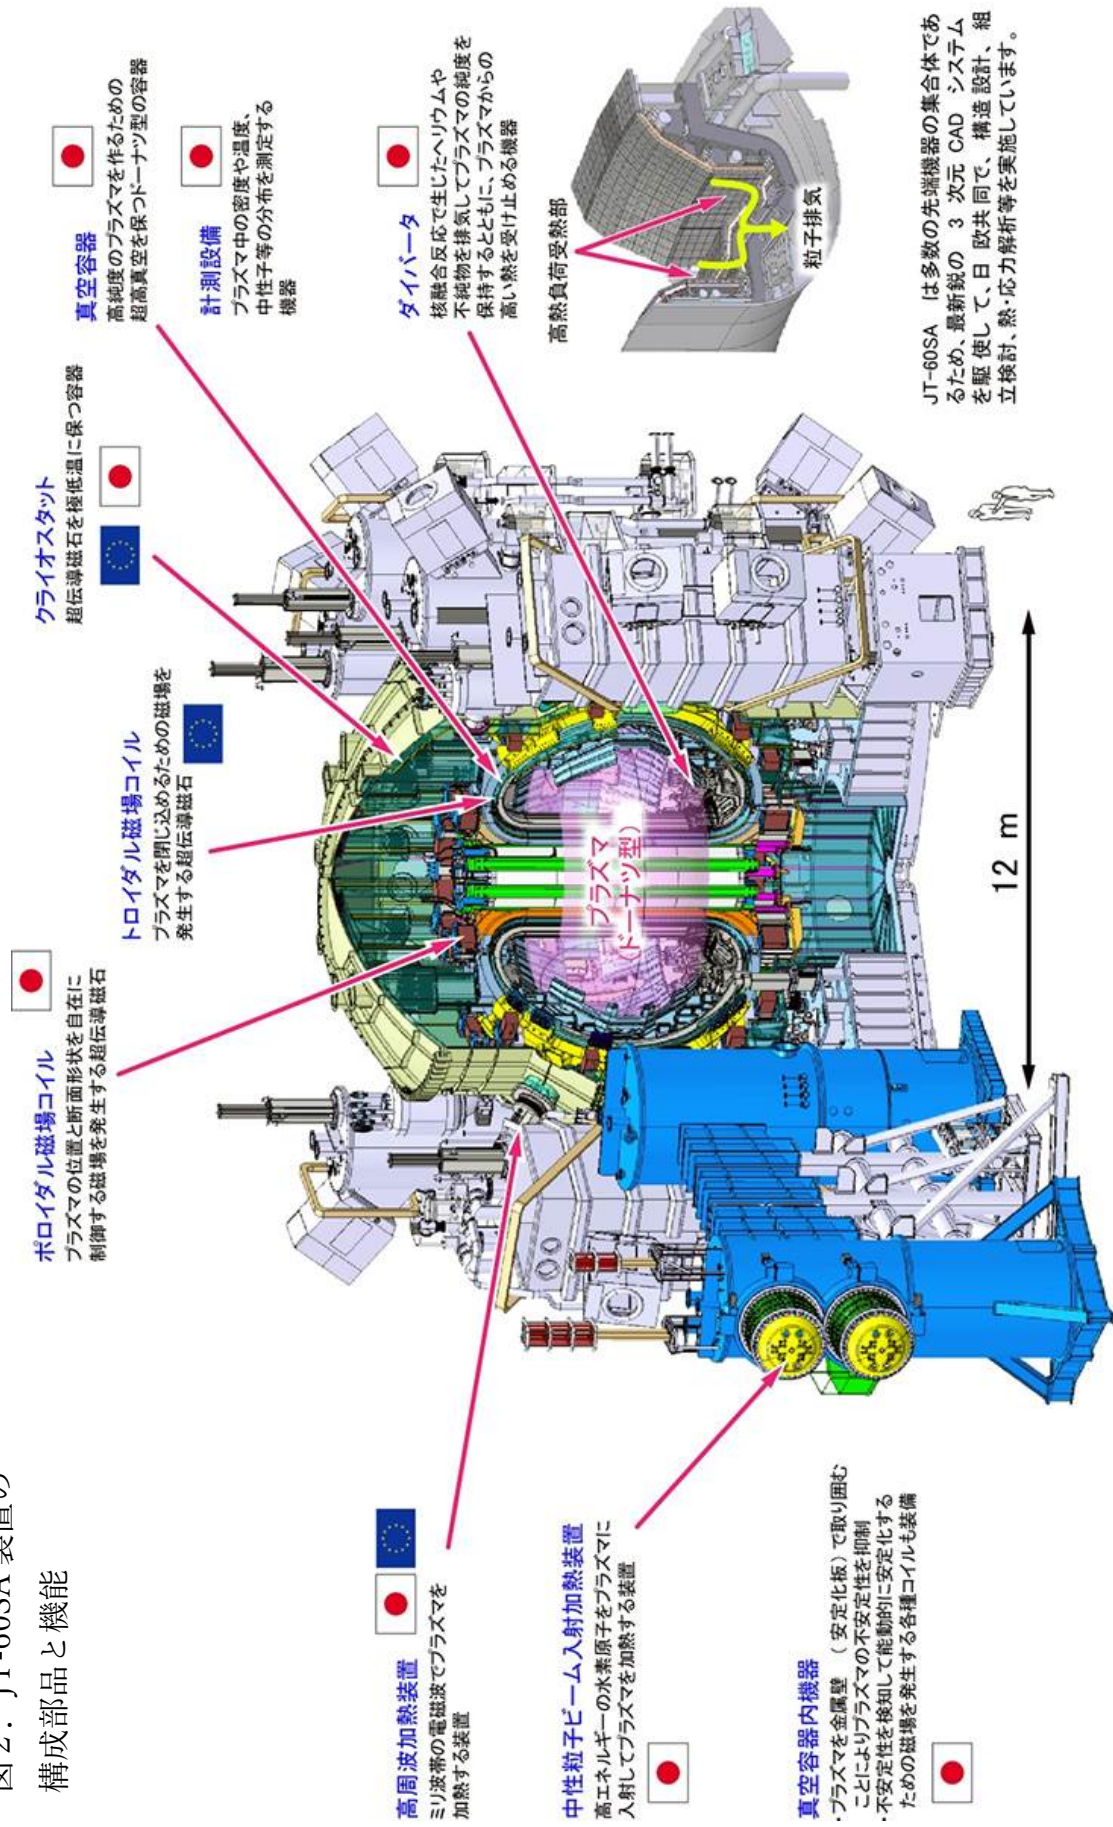 図２．JT-60SA 装置の
構成部品と機能
ポロイダル磁場コイル
プラズマの位置と断面形状を自在に
制御する磁場を発生する超伝導磁石
トロイダル磁場コイル
プラズマを閉じ込めるための磁場を
発生する超伝導磁石
クライオスタット
超伝導磁石を極低温に保つ容器
真空容器
高純度のプラズマを作るための
超高真空を保つドーナツ型の容器
計測設備
プラズマ中の密度や温度、
中性子等の分布を測定する
機器
ダイバータ
核融合反応で生じたヘリウムや
不純物を排気してプラズマの純度を
保持するとともに、プラズマからの
高い熱を受け止める機器
高熱負荷受熱部
粒子排気
高周波加熱装置
ミリ波帯の電磁波でプラズマを
加熱する装置
中性粒子ビーム入射加熱装置
高エネルギーの水素原子をプラズマに
入射してプラズマを加熱する装置
真空容器内機器
・プラズマを金属壁 （ 安定化板）で取り囲む
ことによりプラズマの不安定性を抑制
・不安定性を検知して能動的に安定化する
ための磁場を発生する各種コイルも装備
プラズマ
（ドーナツ型）
12 m
JT-60SA は多数の先端機器の集合体であ
るため、最新鋭の 3 次元 CAD システム
を駆 使し て、日 欧共 同で、 構造 設計、 組
立検討、熱・応力解析等を実施しています。